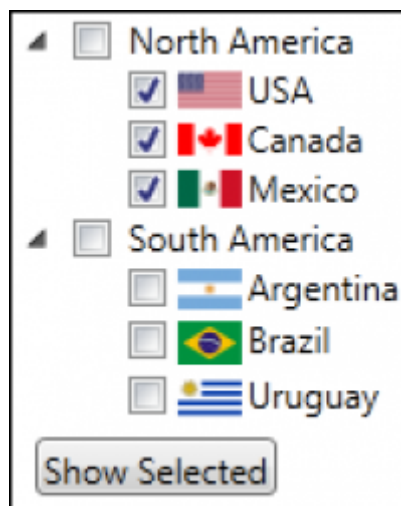 North America
USA
Canada
Mexico
South America
Argentina
Brazil
Uruguay
Show Selected